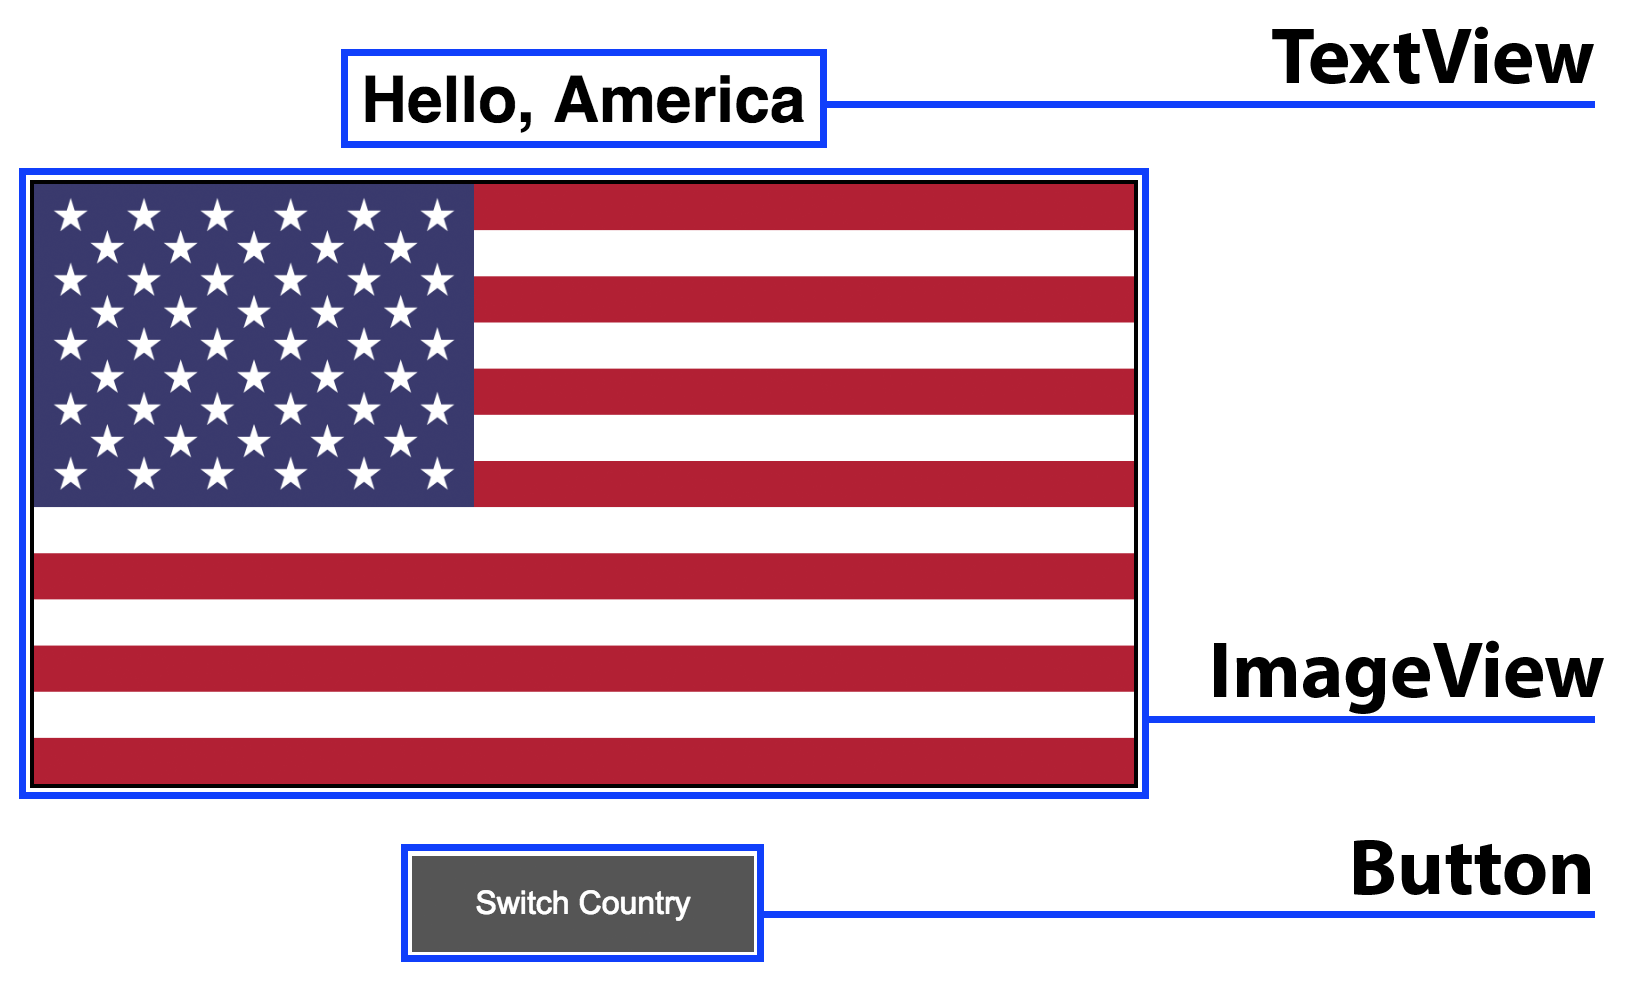 TextView
Hello, America
ImageView
Button
Switch Country